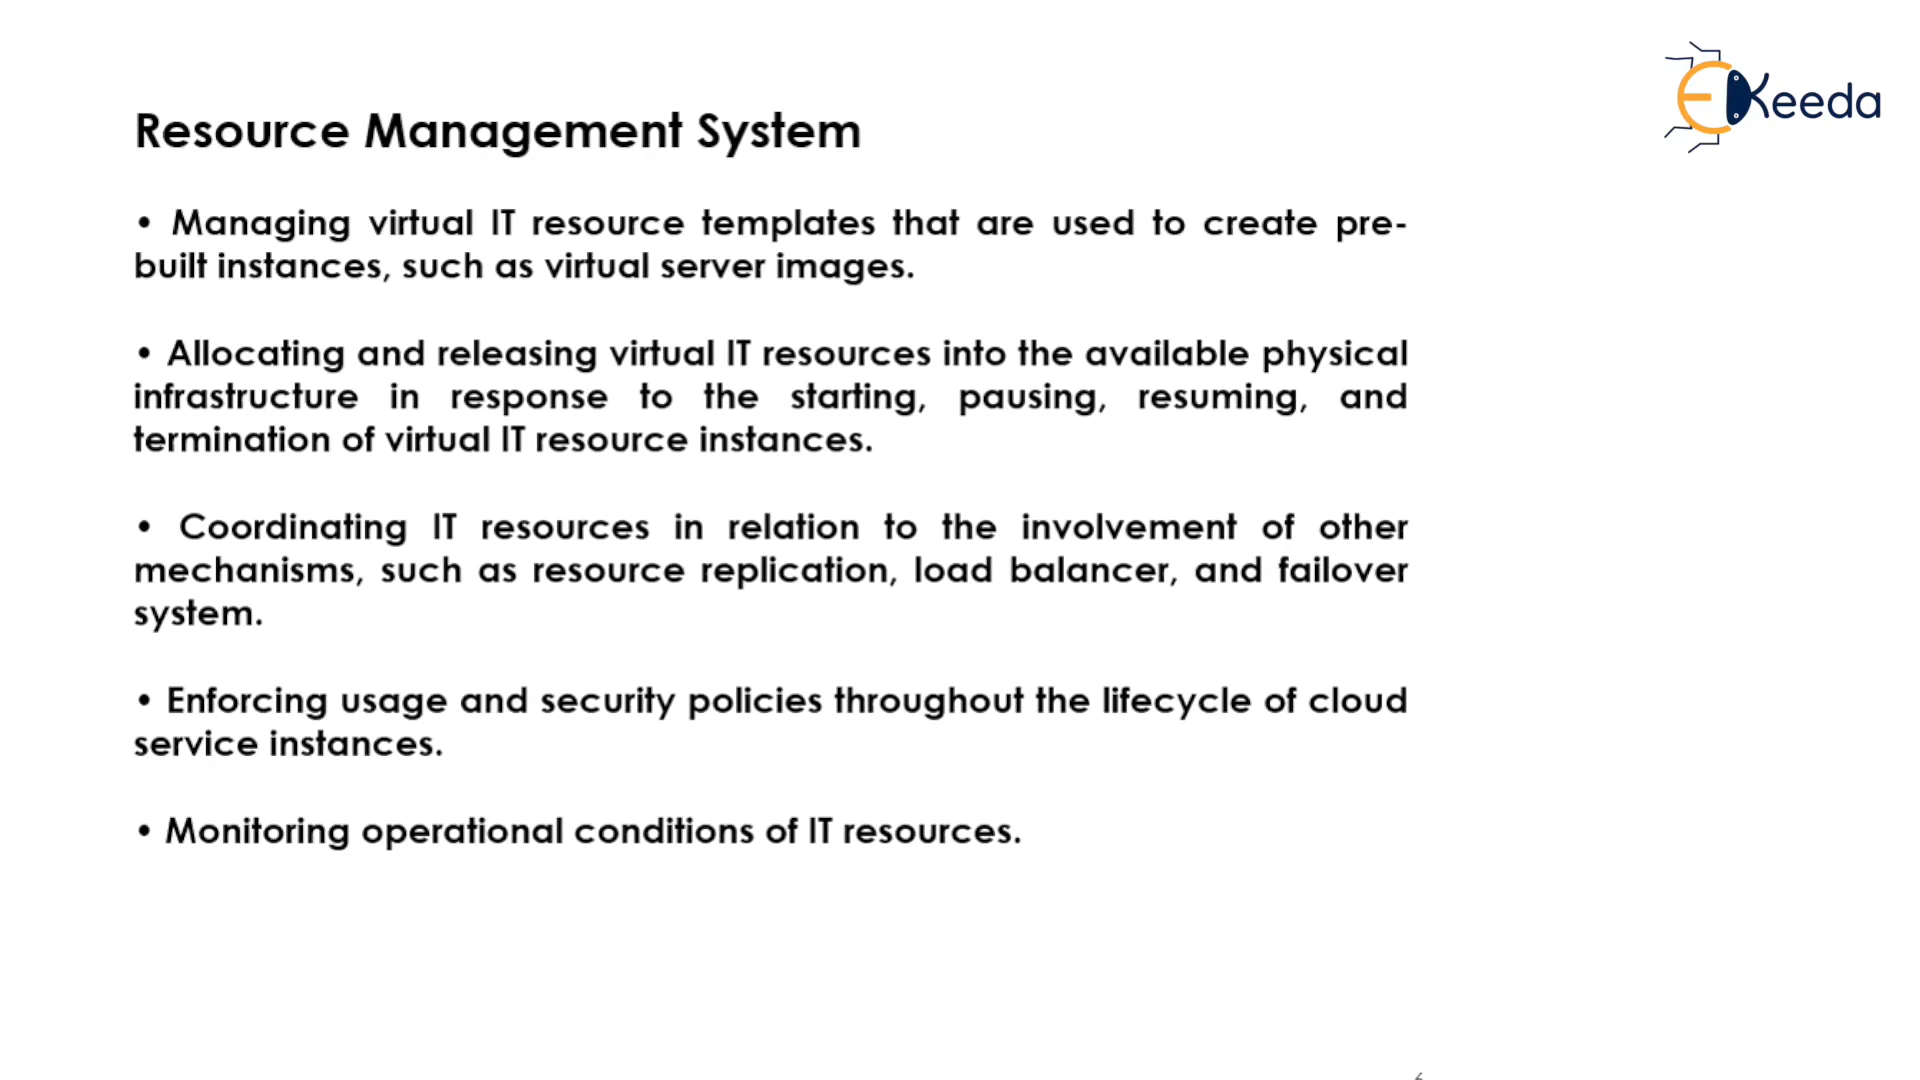 EKeeda
Resource Management System
• Managing virtual IT resource templates that are used to create pre-
built instances, such as virtual server images.
• Allocating and releasing virtual IT resources into the available physical
infrastructure in response to the starting, pausing, resuming, and
termination of virtual IT resource instances.
• Coordinating IT resources in relation to the involvement of other
mechanisms, such as resource replication, load balancer, and failover
system.
• Enforcing usage and security policies throughout the lifecycle of cloud
service instances.
• Monitoring operational conditions of IT resources.